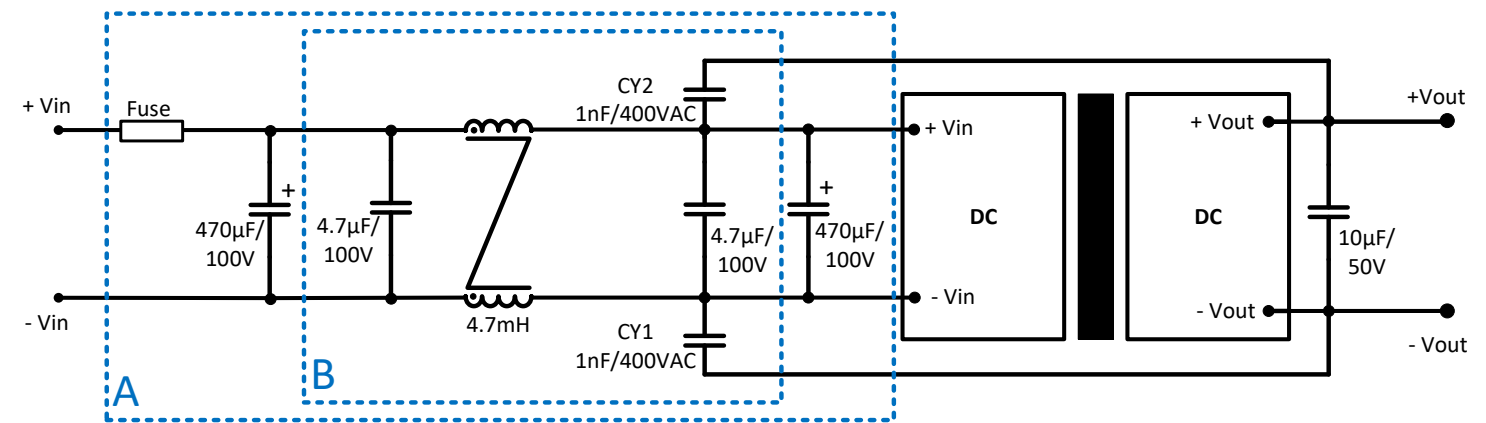 CY2
1nF/400VAC
+ Vin
Fuse
+ Vin
+ Vout
+Vout
+
+
470µF/
100V
4.7µF/
100V
4.7µF/
100V
470µF/
100V
DC
DC
10µF/
50V
- Vin
4.7mH
- Vin
- Vout
- Vout
CY1
1nF/400VAC
A
B